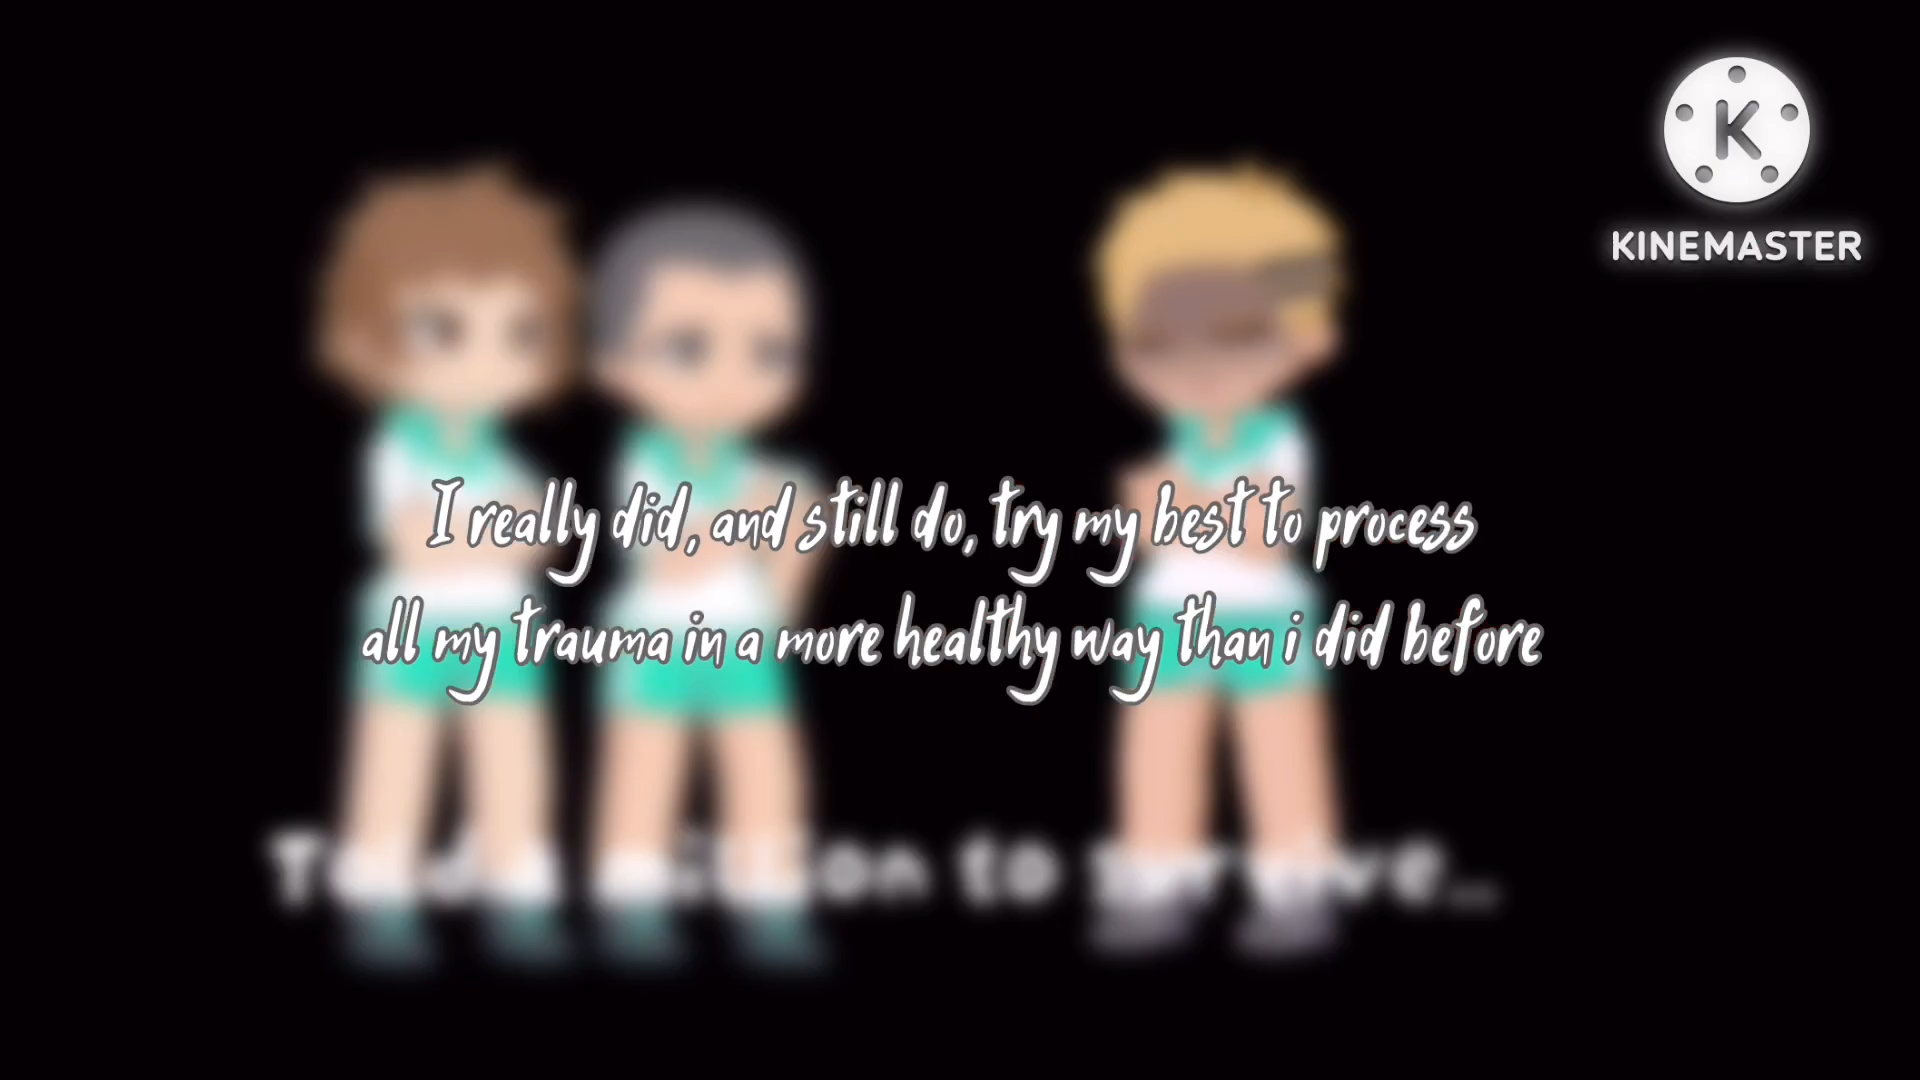 K
KINEMASTER
I really did, and still do, try my best to process
all my trauma in a more healthy way than i did before
to